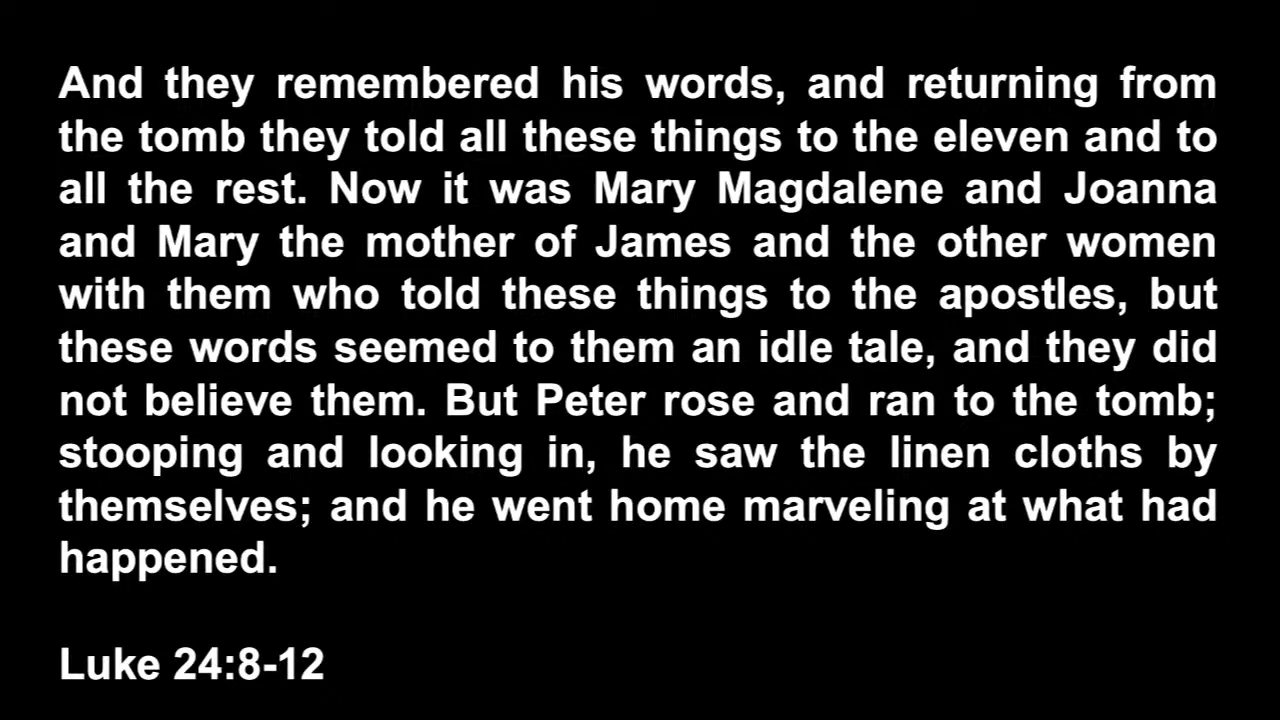 And they remembered his words, and returning from
the tomb they told all these things to the eleven and to
all the rest. Now it was Mary Magdalene and Joanna
and Mary the mother of James and the other women
with them who told these things to the apostles, but
these words seemed to them an idle tale, and they did
not believe them. But Peter rose and ran to the tomb;
stooping and looking in, he saw the linen cloths by
themselves; and he went home marveling at what had
happened.
Luke 24:8-12